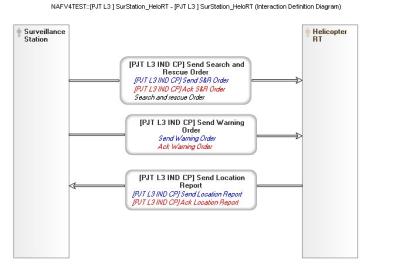 NAFV4TEST::[PJT L3 ] SurStation_HeloRT - [PJT L3 ] SurStation_HeloRT (Interaction Definition Diagram)
Surveillance
Station
Helicopter
RT
[PJT L3 IND CP] Send Search and
Rescue Order
[PJT L3 IND CP] Send S&R Order
[PJT L3 IND CP] Ack S&R Order
Search and rescue Order
[PJT L3 IND CP] Send Warning
Order
Send Warning Order
Ack Warning Order
[PJT L3 IND CP] Send Location
Report
[PJT L3 IND CP] Send Location Report
[PJT L3 IND CP] Ack Location Report